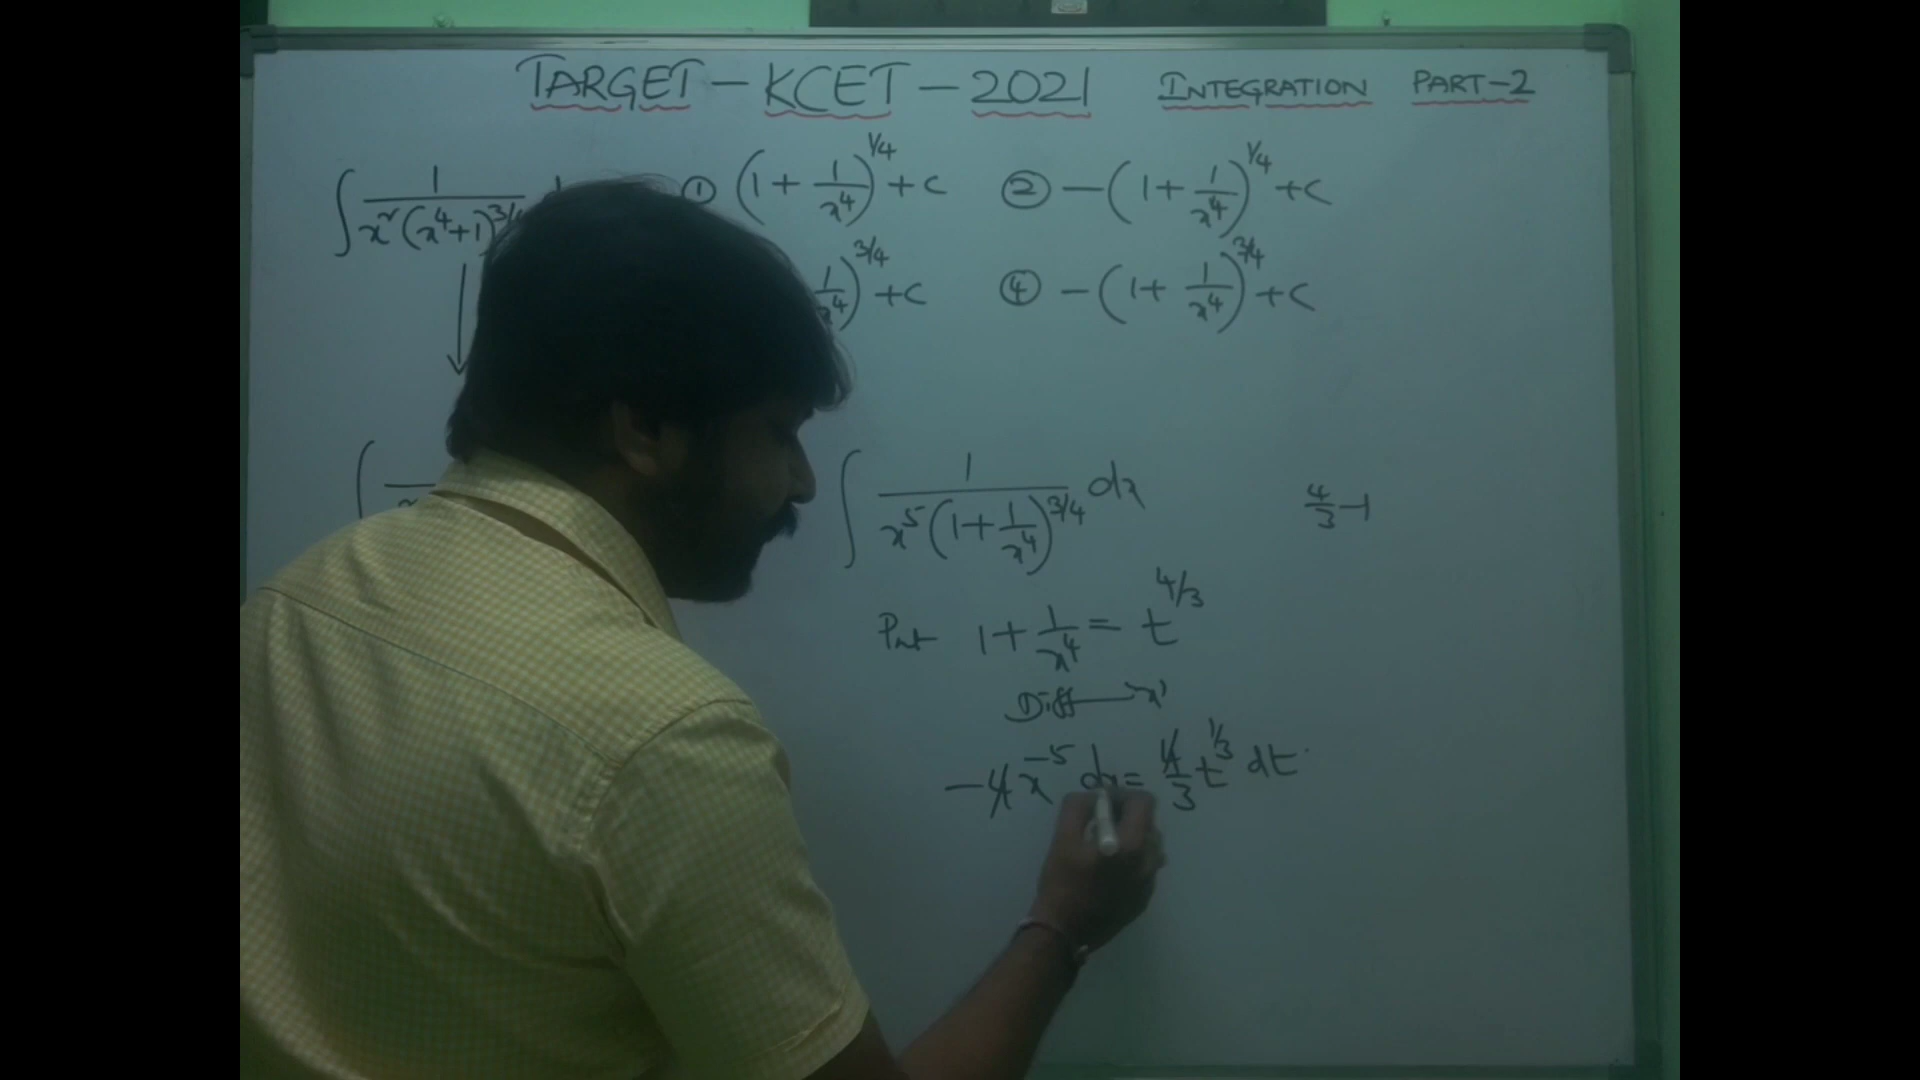 TARGET - KCET - 2021 INTEGRATION PART-2
∫ 1/(x²(x⁴+1)^3/4 ① (1 + 1/x⁴)^1/4 + c ② -(1 + 1/x⁴)^1/4 + c
1/x⁴)^3/4 + c ④ -(1 + 1/x⁴)^3/4 + c
∫ ∫ 1/(x⁵(1 + 1/x⁴)^3/4) dx 4/3 - 1
Put 1 + 1/x⁴ = t^4/3
Diff x'
-4x^-5 dx = 4/3 t^1/3 dt.